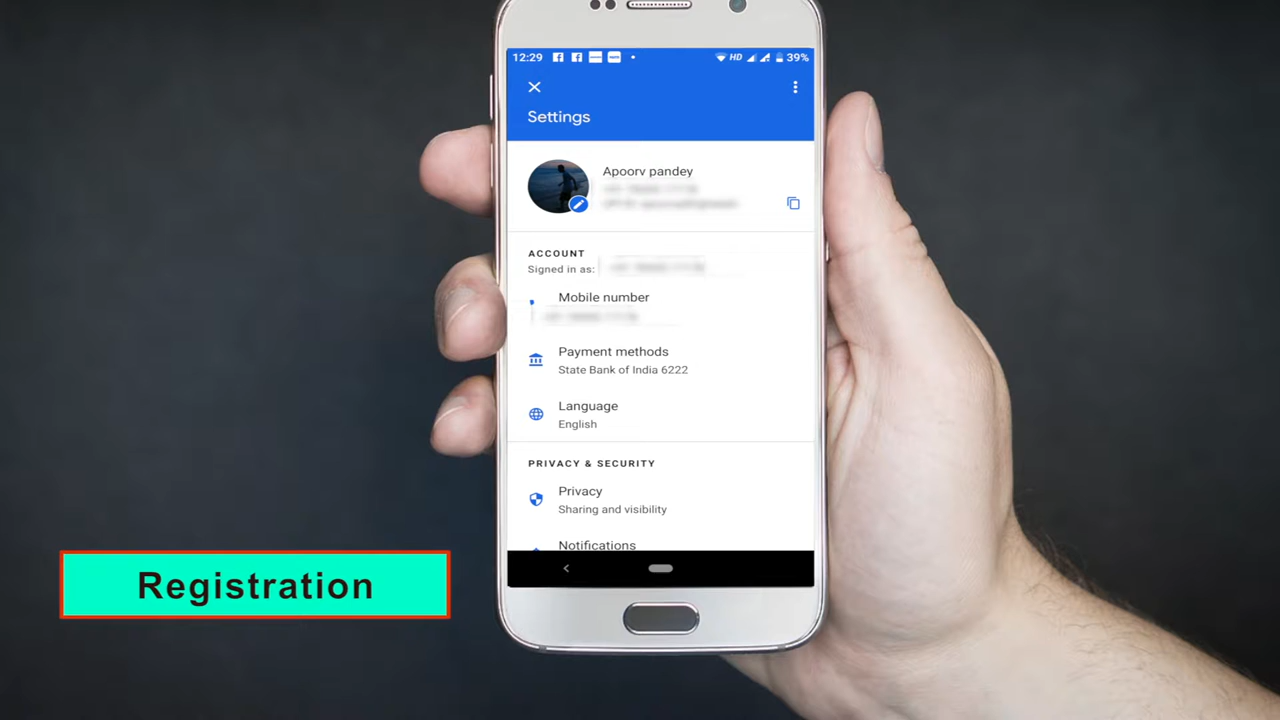 12:29
HD
39%
Settings
Apoorv pandey
ACCOUNT
Signed in as:
Mobile number
Payment methods
State Bank of India 6222
Language
English
PRIVACY & SECURITY
Privacy
Sharing and visibility
Notifications
Registration